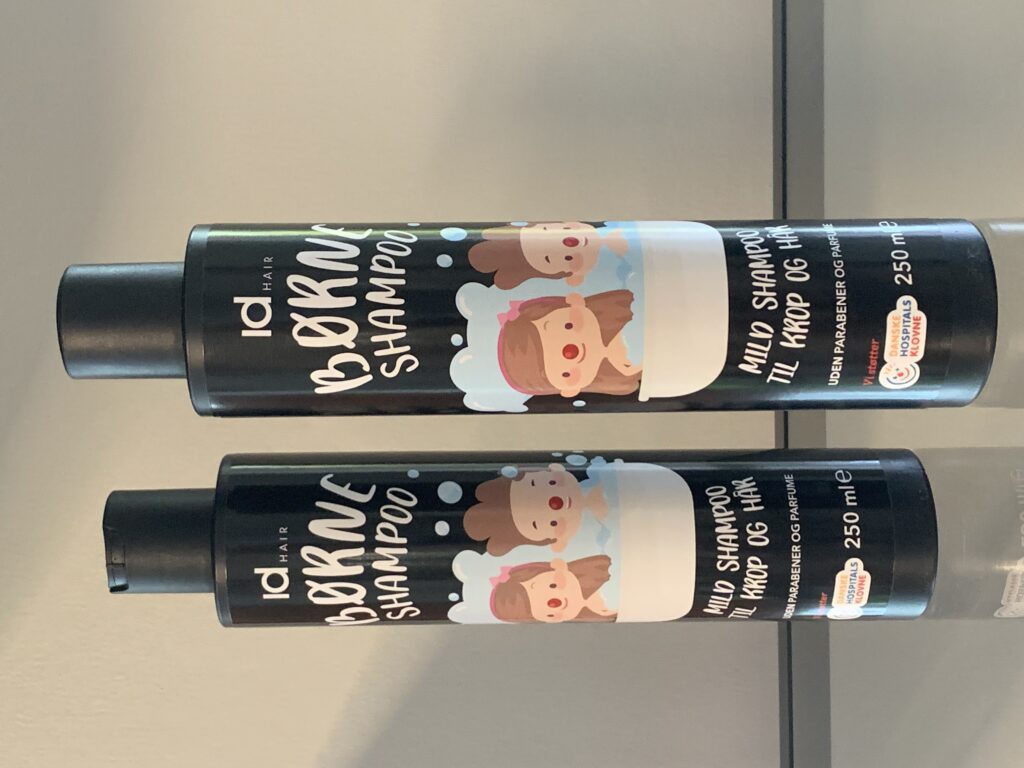 id
HAIR
BØRNE
SHAMPOO
MILD SHAMPOO
TIL KROP OG HÅR
UDEN PARABENER OG PARFUME
Vi støtter
DANSKE
HOSPITALS
KLOVNE
250 ml e
id
HAIR
BØRNE
SHAMPOO
MILD SHAMPOO
TIL KROP OG HÅR
UDEN PARABENER OG PARFUME
DANSKE
HOSPITALS
KLOVNE
250 ml e